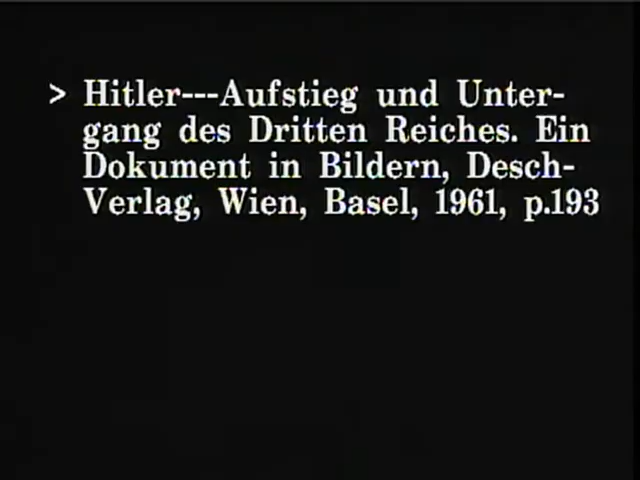 > Hitler---Aufstieg und Unter-
gang des Dritten Reiches. Ein
Dokument in Bildern, Desch-
Verlag, Wien, Basel, 1961, p.193